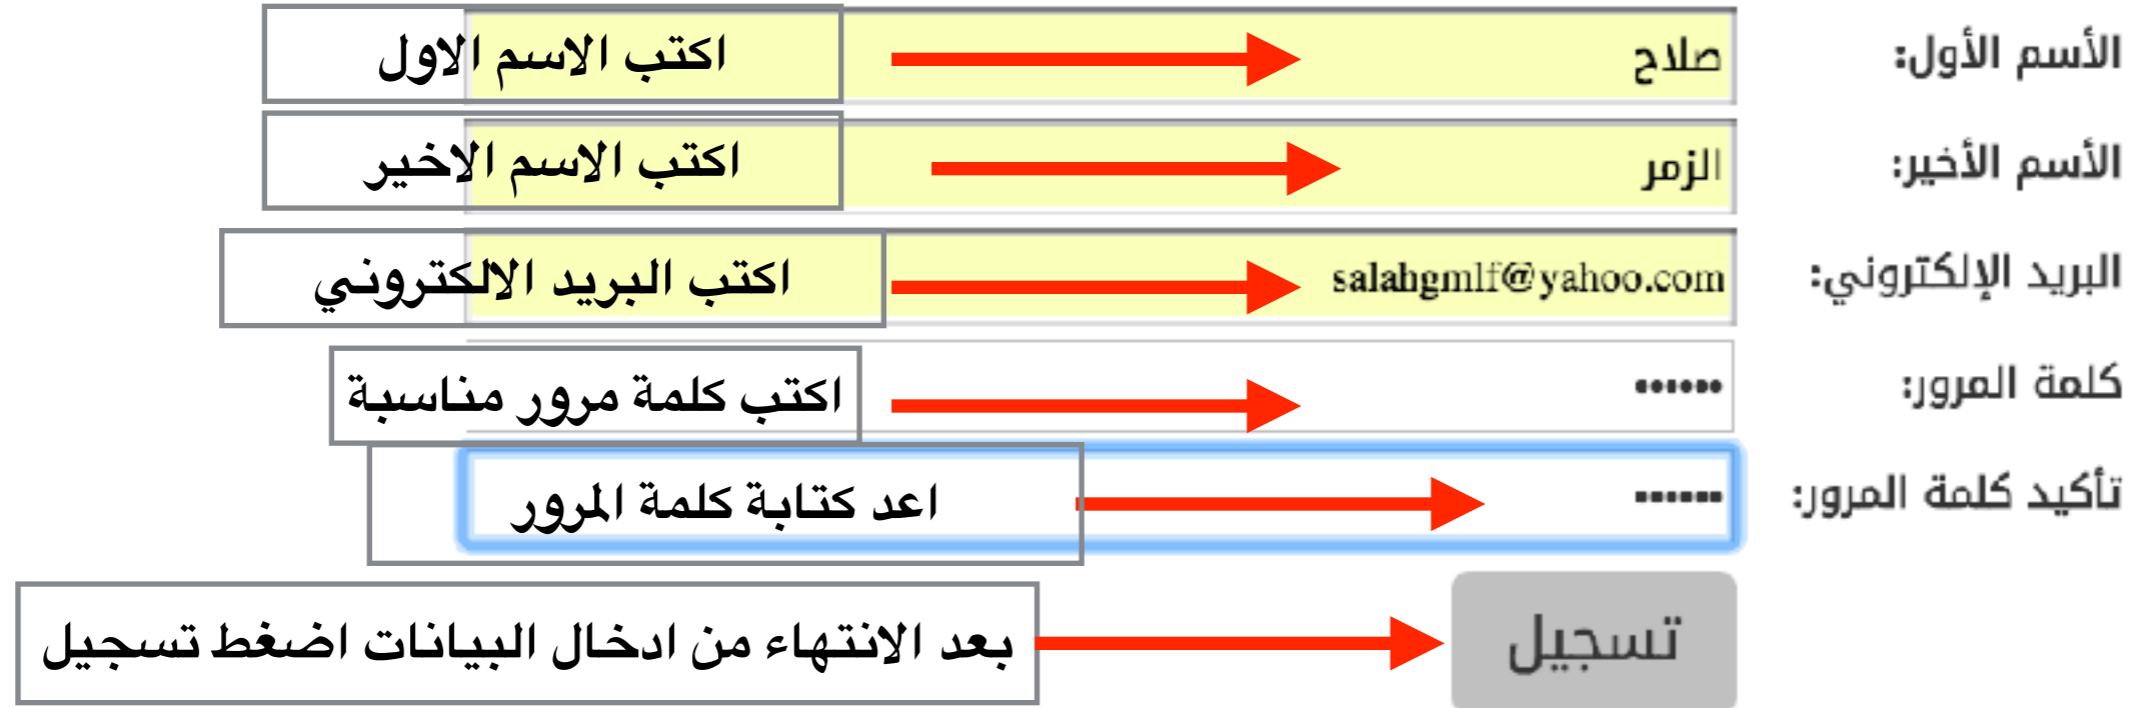 الأسم الأول: صلاح اكتب الاسم الاول
الأسم الأخير: الزمر اكتب الاسم الاخير
البريد الإلكتروني: salahgmlf@yahoo.com اكتب البريد الالكتروني
كلمة المرور: •••••• اكتب كلمة مرور مناسبة
تأكيد كلمة المرور: •••••• اعد كتابة كلمة المرور
تسجيل بعد الانتهاء من ادخال البيانات اضغط تسجيل